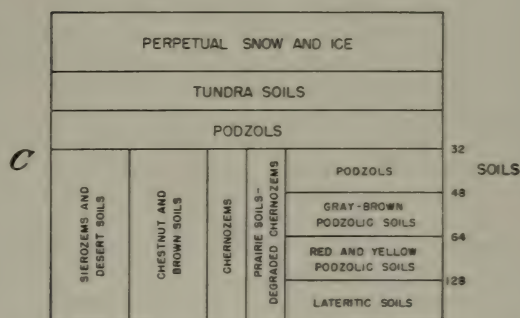 PERPETUAL SNOW AND ICE
TUNDRA SOILS
PODZOLS
C
32
SOILS
SIEROZEMS AND
DESERT SOILS
CHESTNUT AND
BROWN SOILS
CHERNOZEMS
PRAIRIE SOILS-
DEGRADED CHERNOZEMS
PODZOLS
48
GRAY-BROWN
PODZOLIC SOILS
64
RED AND YELLOW
PODZOLIC SOILS
128
LATERITIC SOILS